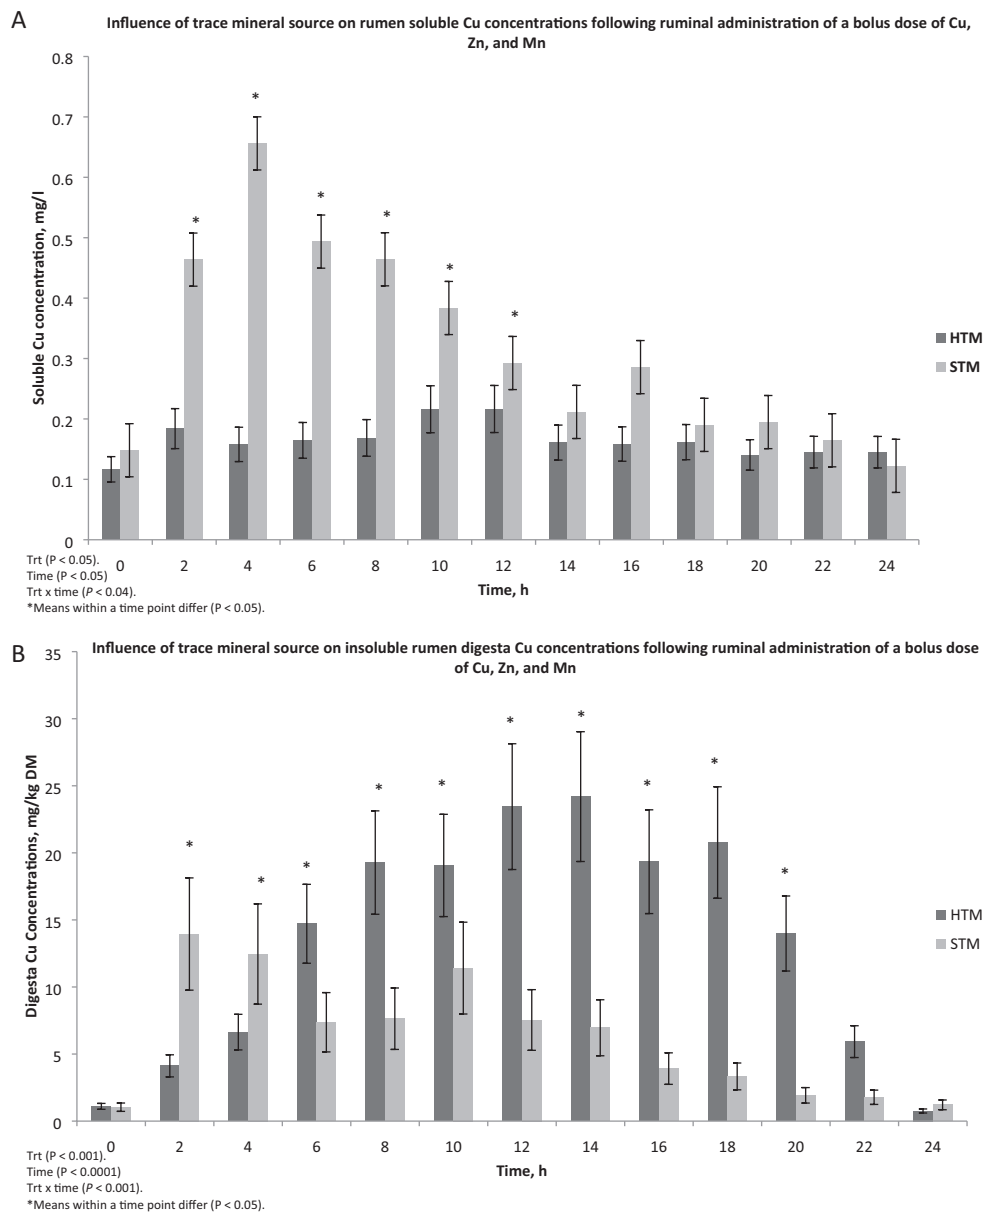 A
Influence of trace mineral source on rumen soluble Cu concentrations following ruminal administration of a bolus dose of Cu,
Zn, and Mn
Soluble Cu concentration, mg/l
0.8
0.7
0.6
0.5
0.4
0.3
0.2
0.1
0
* * * * * *
HTM
STM
0 2 4 6 8 10 12 14 16 18 20 22 24
Time, h
Trt (P < 0.05).
Time (P < 0.05)
Trt x time (P < 0.04).
*Means within a time point differ (P < 0.05).
B
Influence of trace mineral source on insoluble rumen digesta Cu concentrations following ruminal administration of a bolus dose
of Cu, Zn, and Mn
Digesta Cu Concentrations, mg/kg DM
35
30
25
20
15
10
5
0
* * * * * * * * * *
HTM
STM
0 2 4 6 8 10 12 14 16 18 20 22 24
Time, h
Trt (P < 0.001).
Time (P < 0.0001)
Trt x time (P < 0.001).
*Means within a time point differ (P < 0.05).